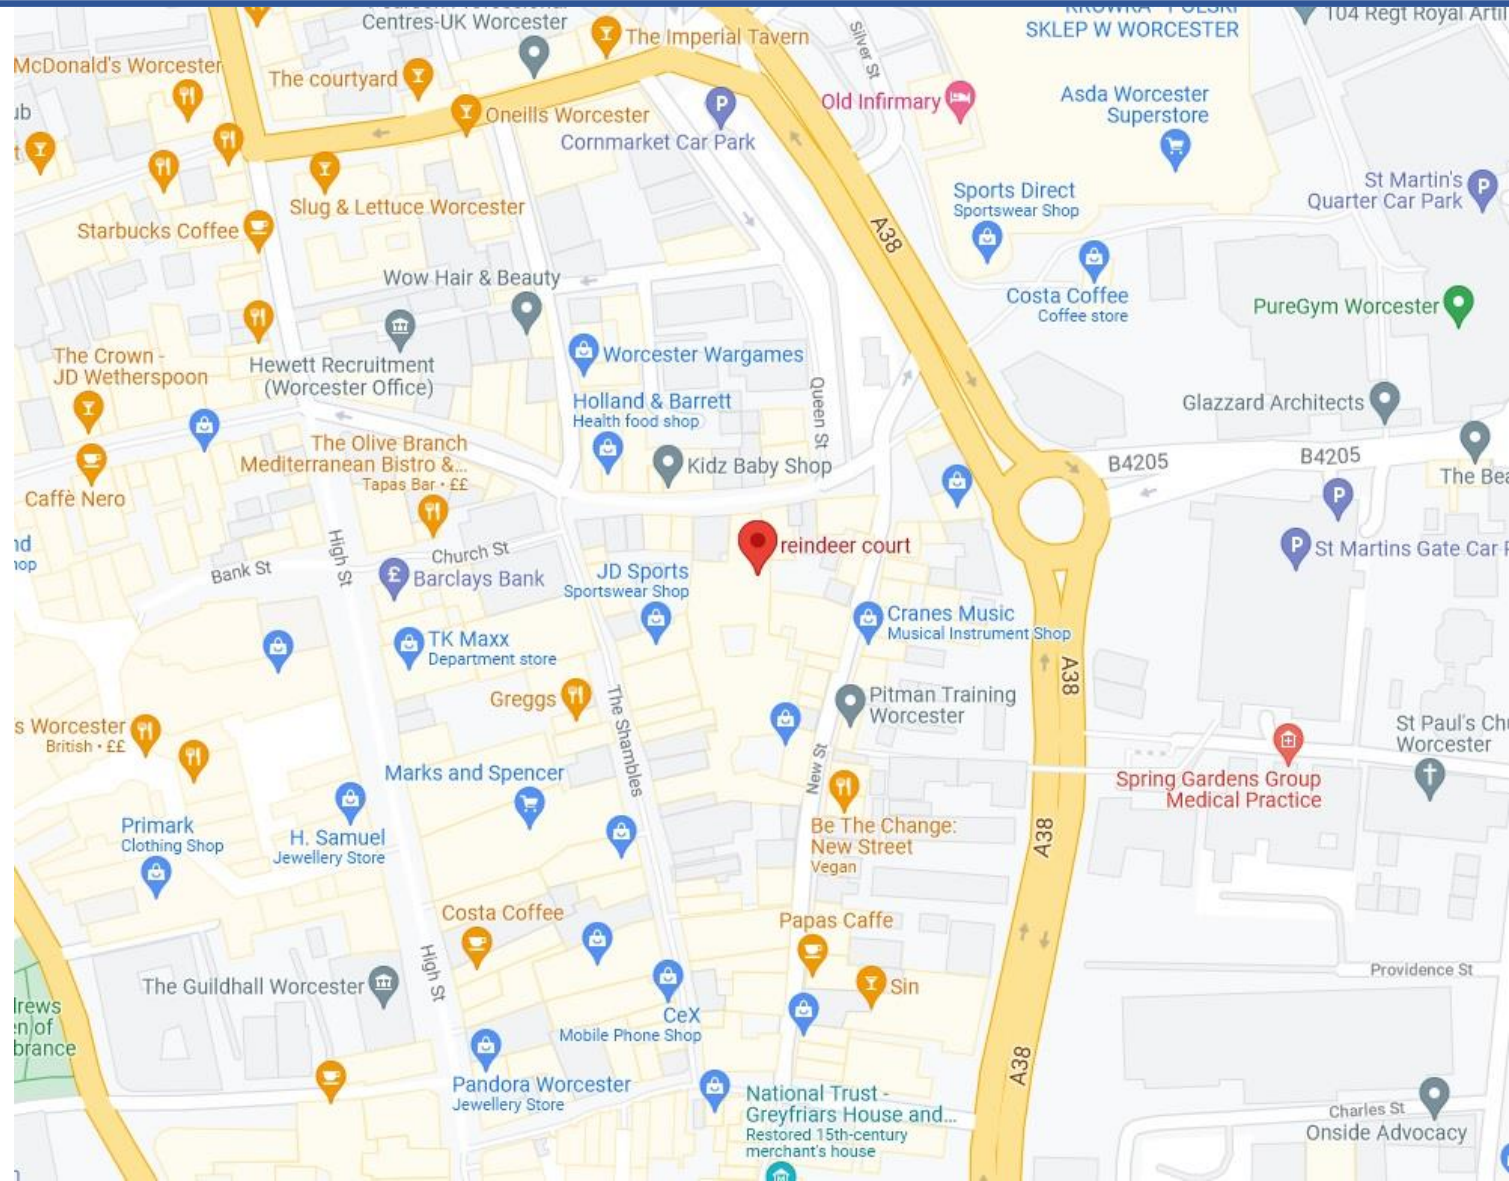 Centres-UK Worcester
The Imperial Tavern
SKLEP W WORCESTER
104 Regt Royal Artil
McDonald's Worcester
The courtyard
Silver St
Oneills Worcester
Cornmarket Car Park
Old Infirmary
Asda Worcester
Superstore
ub
t
Slug & Lettuce Worcester
Starbucks Coffee
Sports Direct
Sportswear Shop
St Martin's
Quarter Car Park
A38
Wow Hair & Beauty
Costa Coffee
Coffee store
PureGym Worcester
The Crown -
JD Wetherspoon
Hewett Recruitment
(Worcester Office)
Worcester Wargames
Holland & Barrett
Health food shop
Queen St
Glazzard Architects
The Olive Branch
Mediterranean Bistro &...
Tapas Bar • ££
Kidz Baby Shop
B4205
B4205
The Bea
Caffè Nero
High St
Church St
Bank St
Barclays Bank
reindeer court
St Martins Gate Car P
nd
hop
JD Sports
Sportswear Shop
Cranes Music
Musical Instrument Shop
TK Maxx
Department store
A38
Greggs
The Shambles
Pitman Training
Worcester
s Worcester
British • ££
New St
St Paul's Chu
Worcester
Marks and Spencer
Spring Gardens Group
Medical Practice
Primark
Clothing Shop
H. Samuel
Jewellery Store
Be The Change:
New Street
Vegan
A38
Costa Coffee
Papas Caffe
High St
The Guildhall Worcester
Sin
Providence St
drews
en of
brance
CeX
Mobile Phone Shop
A38
Pandora Worcester
Jewellery Store
National Trust -
Greyfriars House and...
Restored 15th-century
merchant's house
Charles St
Onside Advocacy